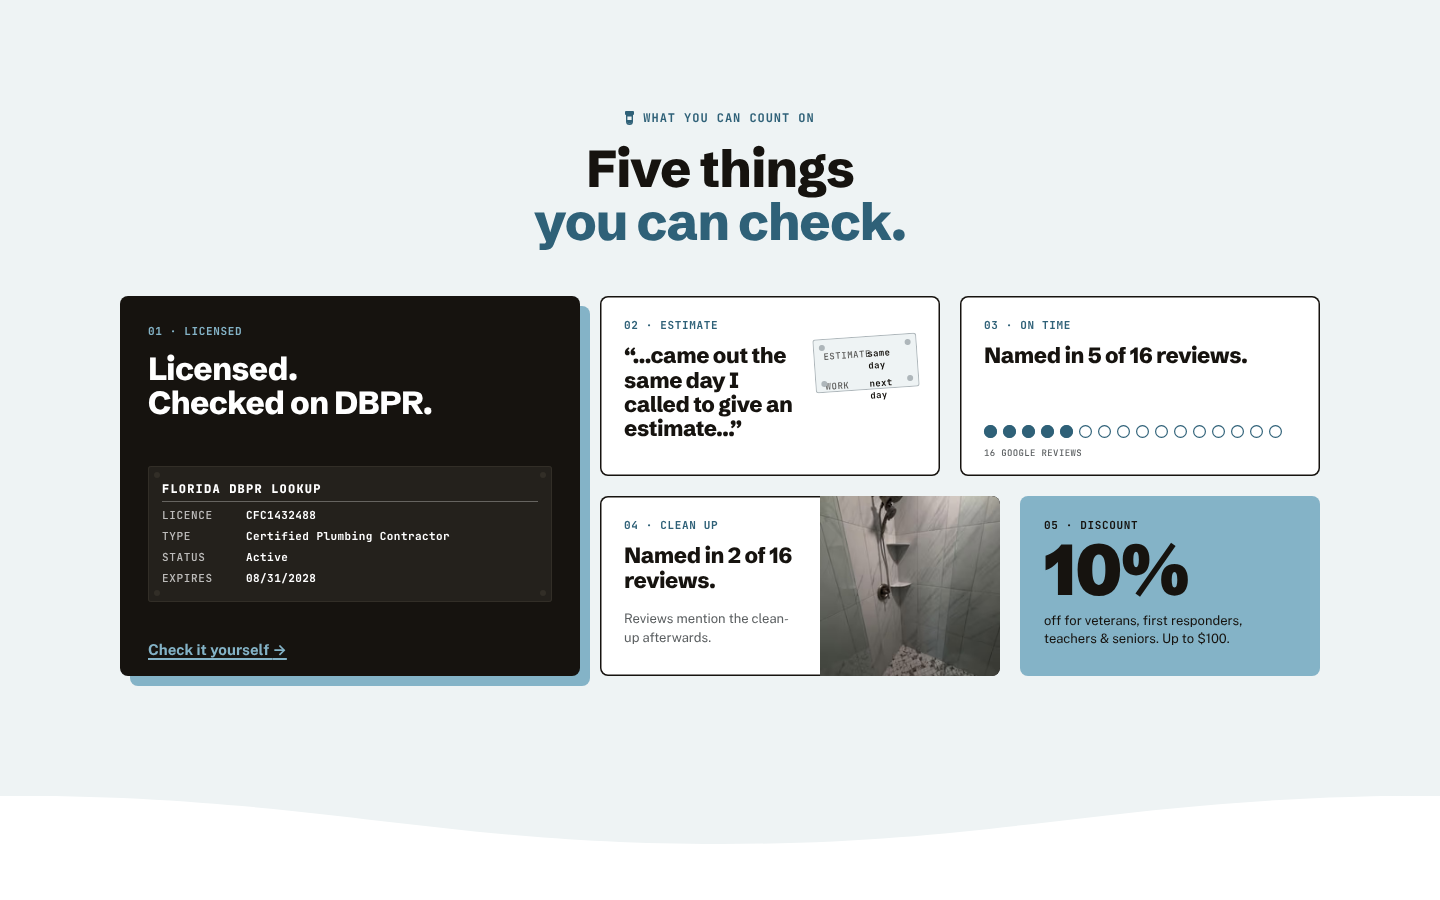 WHAT YOU CAN COUNT ON
Five things
you can check.
01 · LICENSED
Licensed.
Checked on DBPR.
FLORIDA DBPR LOOKUP
LICENCE CFC1432488
TYPE Certified Plumbing Contractor
STATUS Active
EXPIRES 08/31/2028
Check it yourself →
02 · ESTIMATE
“…came out the
same day I
called to give an
estimate…”
ESTIMATE same
day
WORK next
day
03 · ON TIME
Named in 5 of 16 reviews.
16 GOOGLE REVIEWS
04 · CLEAN UP
Named in 2 of 16
reviews.
Reviews mention the clean-
up afterwards.
05 · DISCOUNT
10%
off for veterans, first responders,
teachers & seniors. Up to $100.